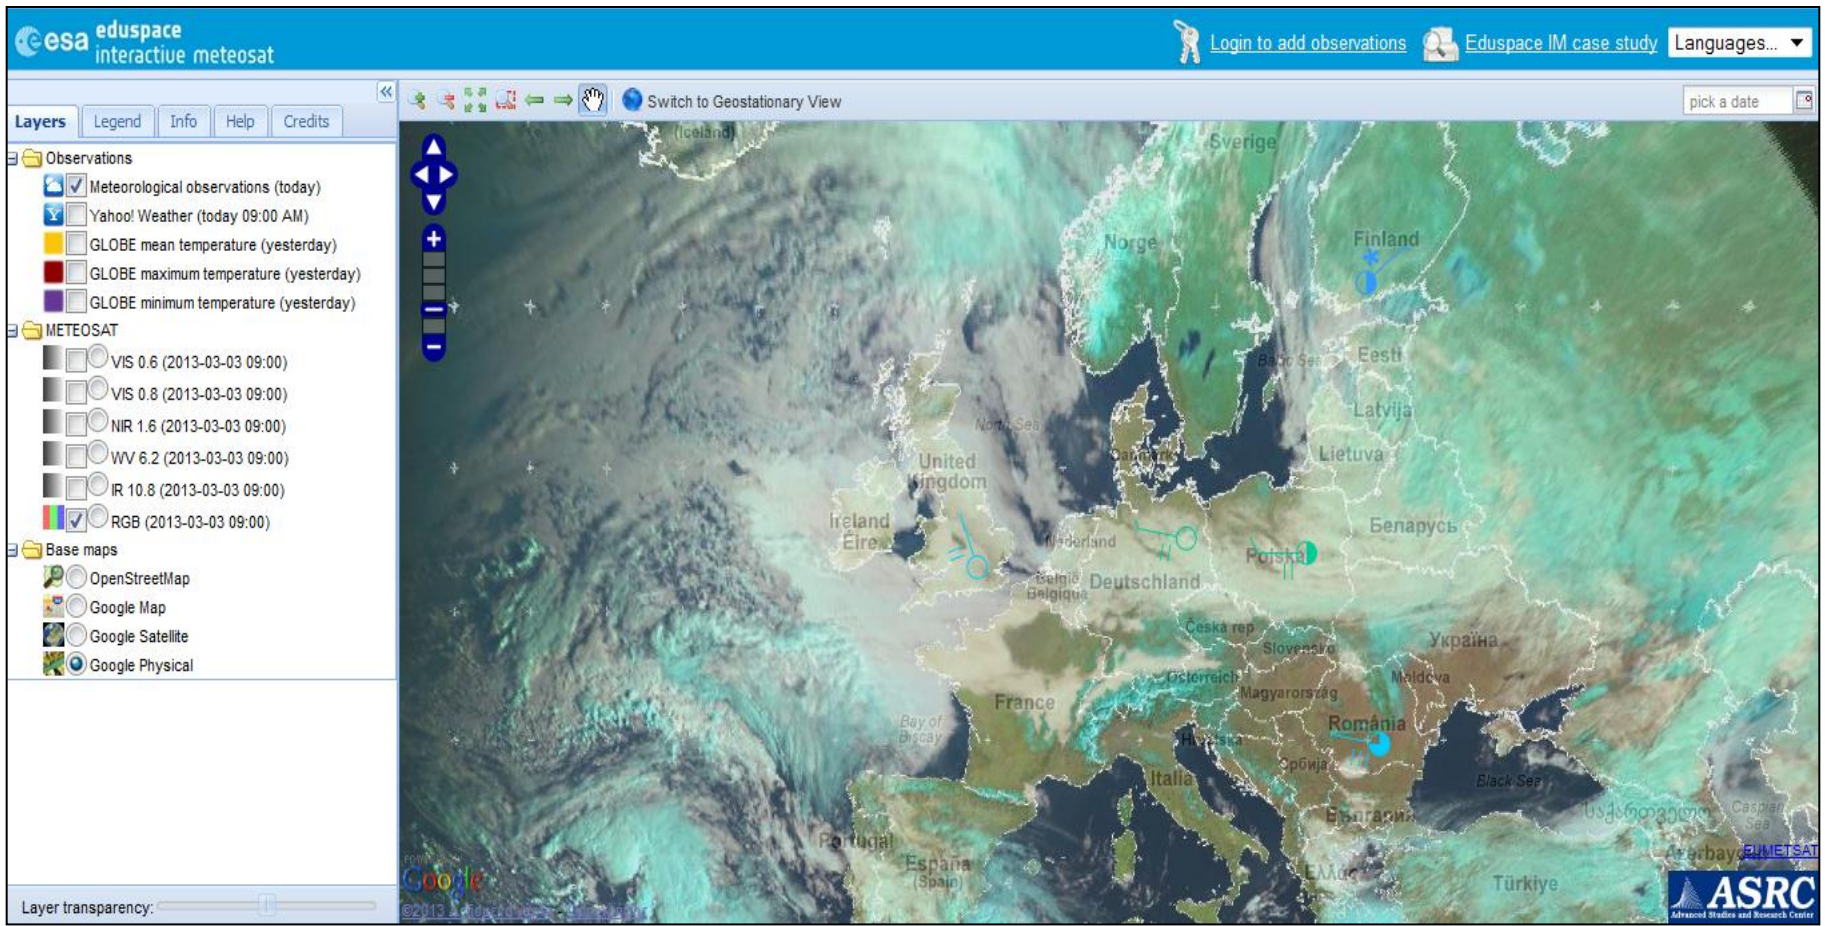 esa eduspace
interactive meteosat
Login to add observations
Eduspace IM case study
Languages...
Layers
Legend
Info
Help
Credits
Switch to Geostationary View
pick a date
Observations
Meteorological observations (today)
Yahoo! Weather (today 09:00 AM)
GLOBE mean temperature (yesterday)
GLOBE maximum temperature (yesterday)
GLOBE minimum temperature (yesterday)
METEOSAT
VIS 0.6 (2013-03-03 09:00)
VIS 0.8 (2013-03-03 09:00)
NIR 1.6 (2013-03-03 09:00)
WV 6.2 (2013-03-03 09:00)
IR 10.8 (2013-03-03 09:00)
RGB (2013-03-03 09:00)
Base maps
OpenStreetMap
Google Map
Google Satellite
Google Physical
Layer transparency:
(Iceland)
Sverige
Norge
Finland
Baltic Sea
Eesti
Latvija
Lietuva
North Sea
Danmark
United
Kingdom
Ireland
Éire
Nederland
Беларусь
Polska
België
Belgique
Deutschland
Česká rep
Slovensko
Україна
Österreich
Moldova
Magyarország
France
Bay of
Biscay
România
Hrvatska
Србија
Italia
Black Sea
България
საქართველო
Caspian
Sea
Portugal
España
(Spain)
Türkiye
EUMETSAT
Google
ASRC
Advanced Studies and Research Center